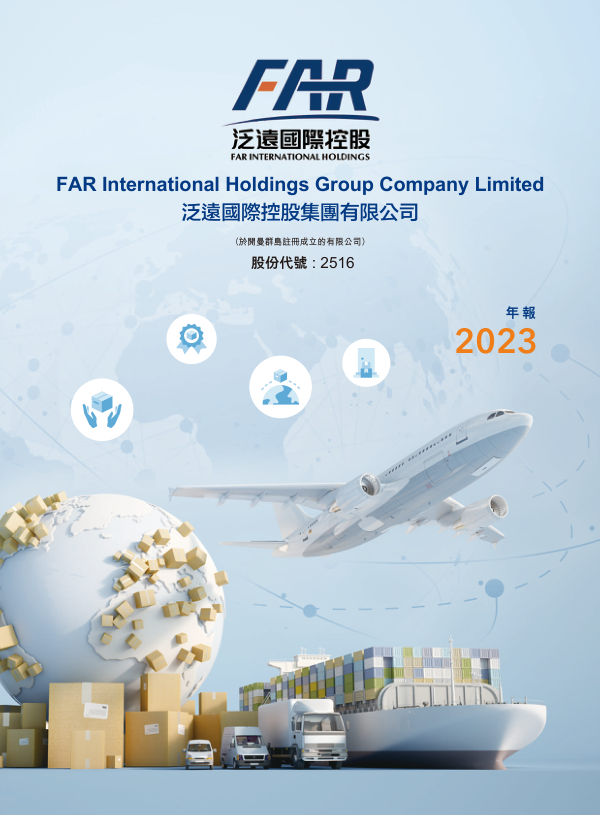 FAR
泛遠國際控股
FAR INTERNATIONAL HOLDINGS
FAR International Holdings Group Company Limited
泛遠國際控股集團有限公司
（於開曼群島註冊成立的有限公司）
股份代號 : 2516
年報
2023